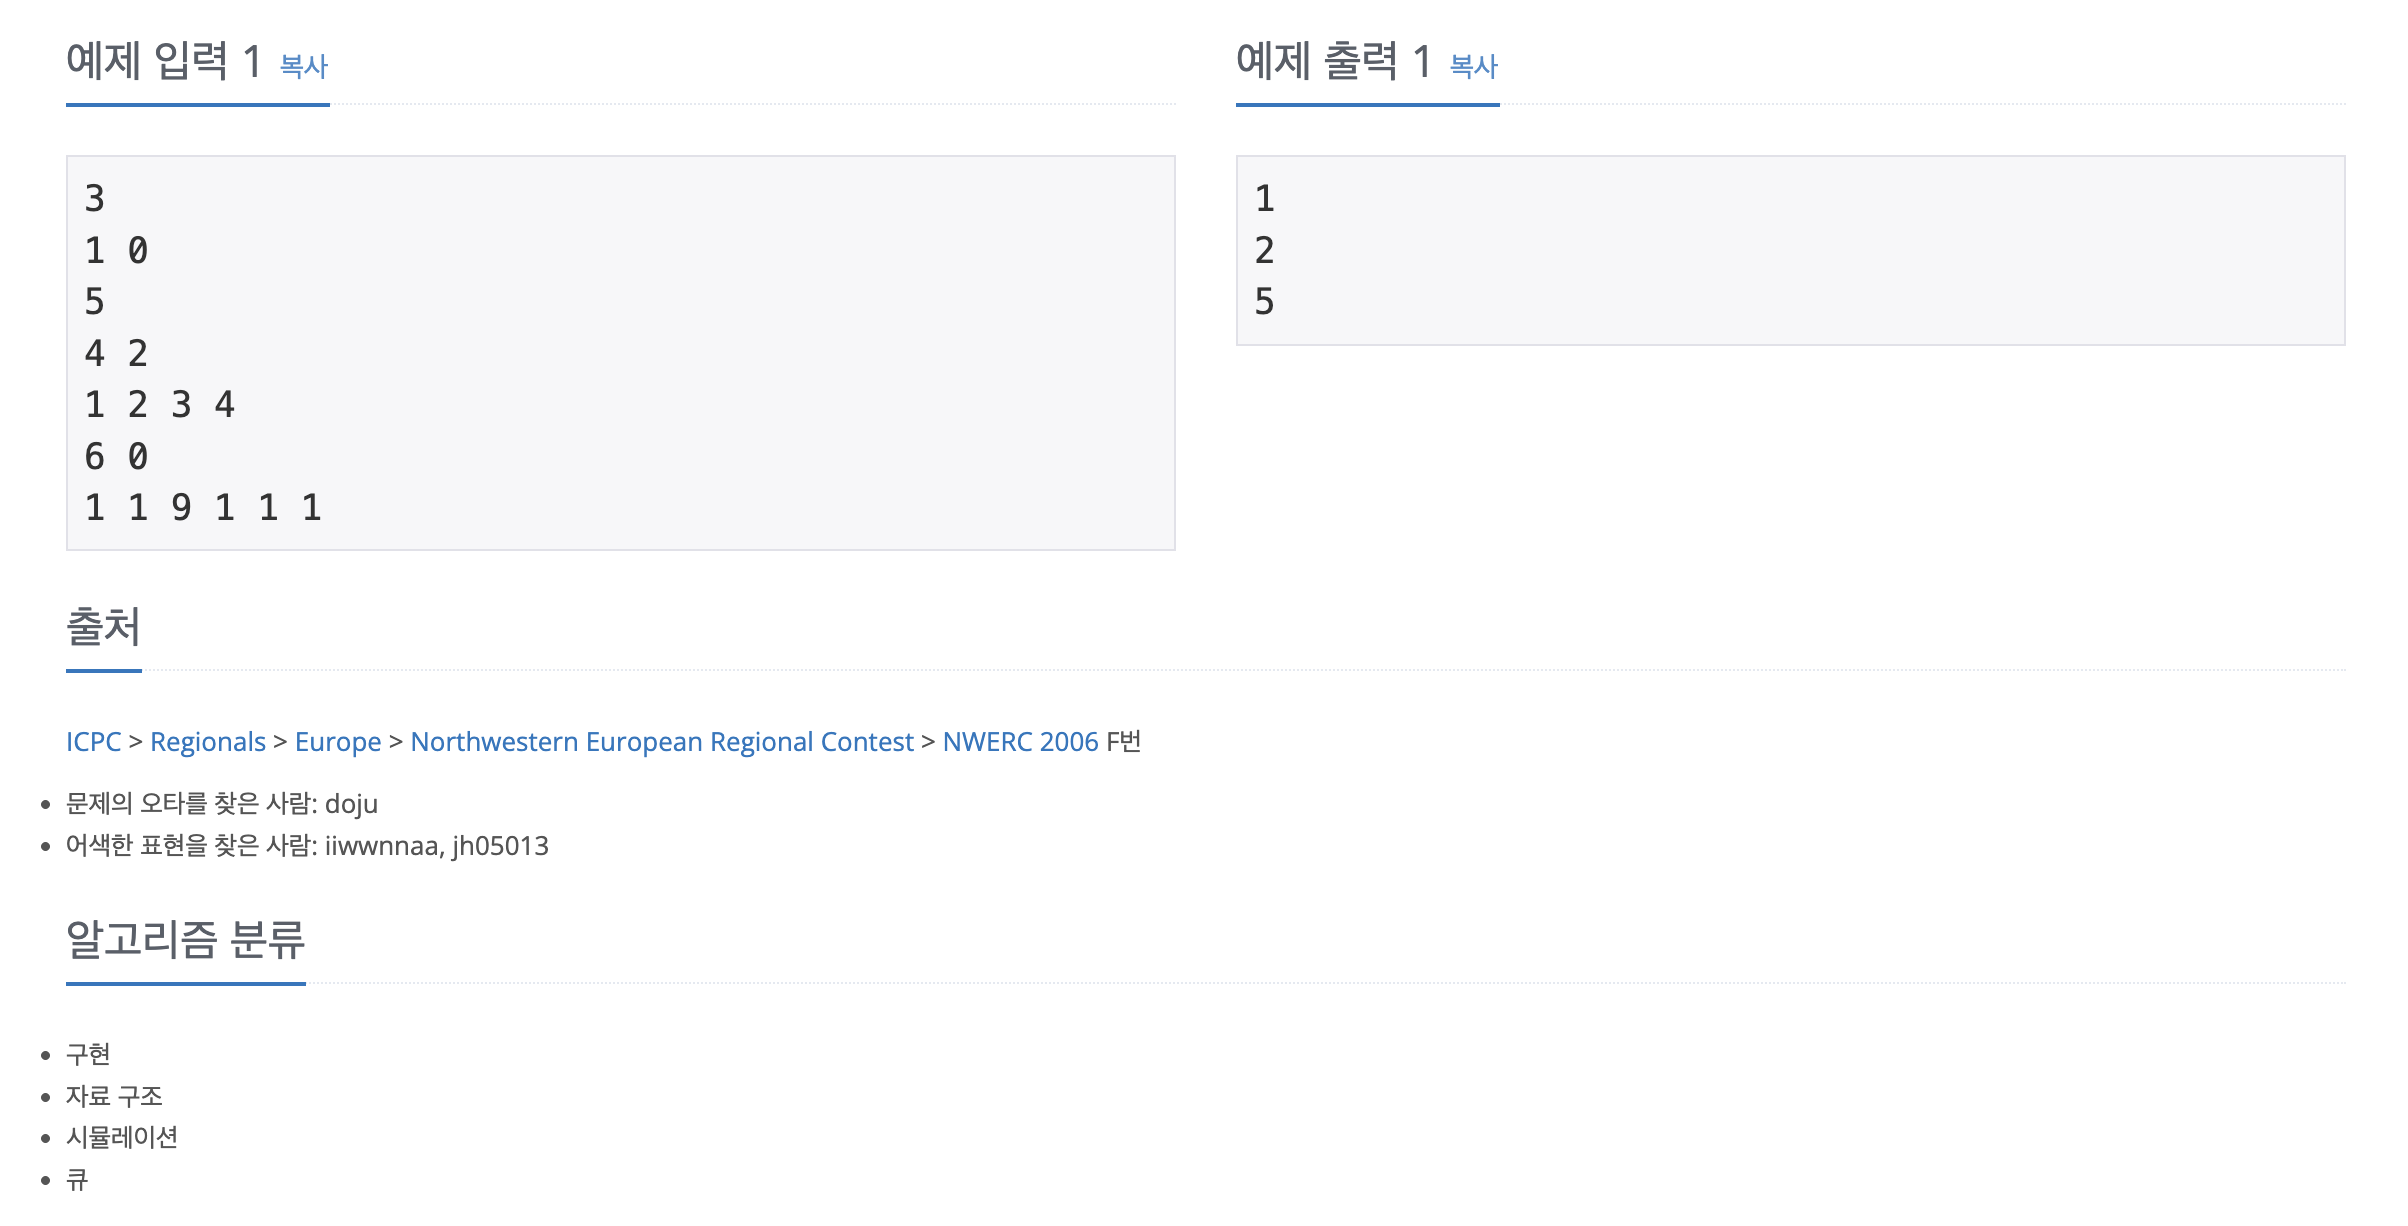 예제 입력 1 복사
3
1 0
5
4 2
1 2 3 4
6 0
1 1 9 1 1 1
예제 출력 1 복사
1
2
5
출처
ICPC > Regionals > Europe > Northwestern European Regional Contest > NWERC 2006 F번
문제의 오타를 찾은 사람: doju
어색한 표현을 찾은 사람: iiwwnnaa, jh05013
알고리즘 분류
구현
자료 구조
시뮬레이션
큐